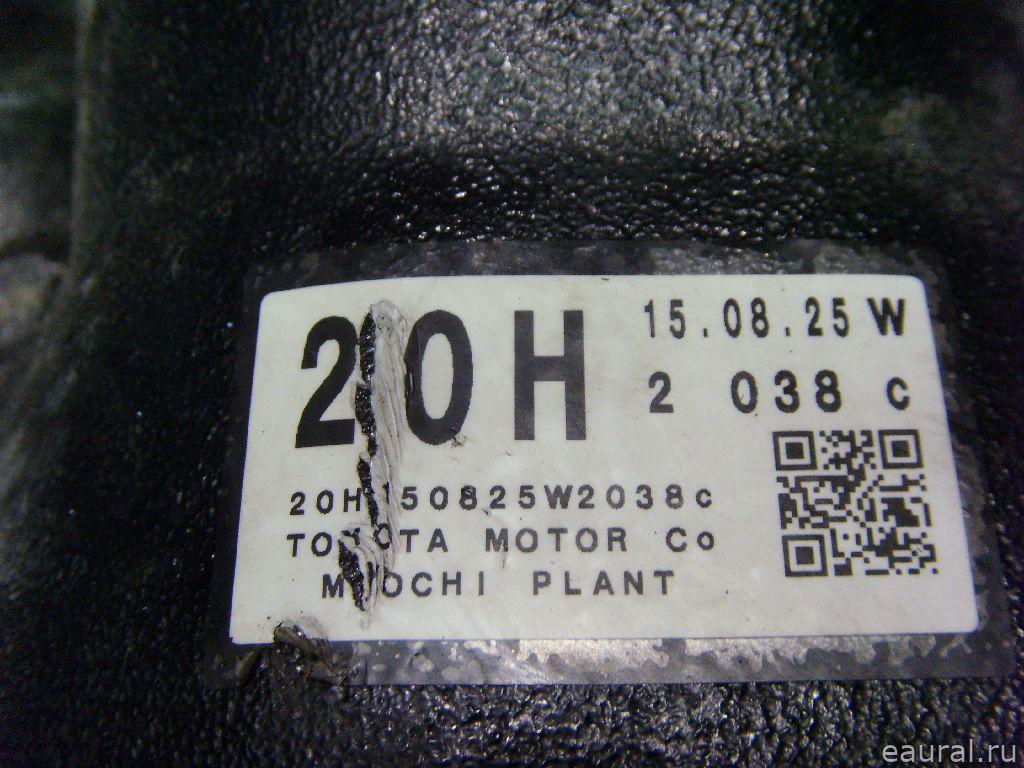 20H
15.08.25 W
2 038 c
20H150825W2038c
TOYOTA MOTOR Co
PLANT
eaural.ru